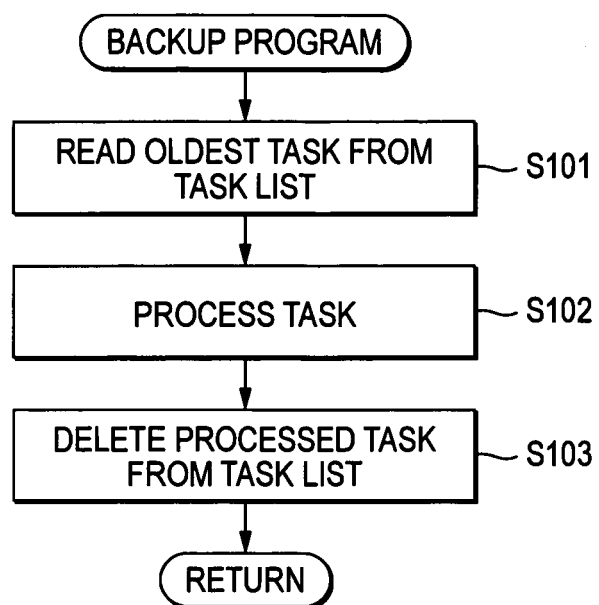 BACKUP PROGRAM
READ OLDEST TASK FROM
TASK LIST
S101
PROCESS TASK
S102
DELETE PROCESSED TASK
FROM TASK LIST
S103
RETURN